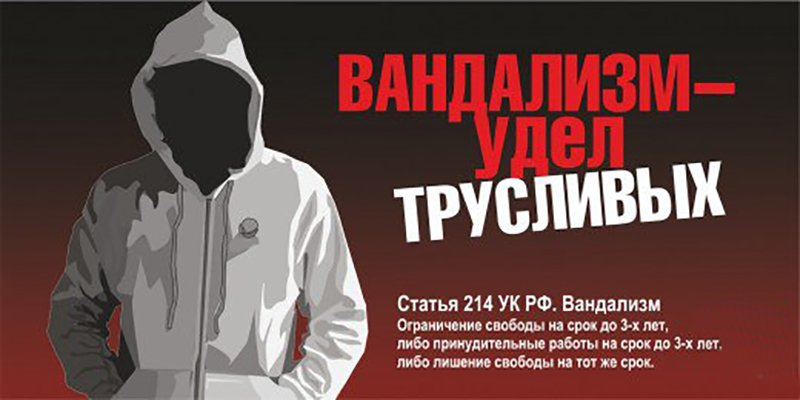 ВАНДАЛИЗМ–
удел
ТРУСЛИВЫХ
Статья 214 УК РФ. Вандализм
Ограничение свободы на срок до 3-х лет,
либо принудительные работы на срок до 3-х лет,
либо лишение свободы на тот же срок.